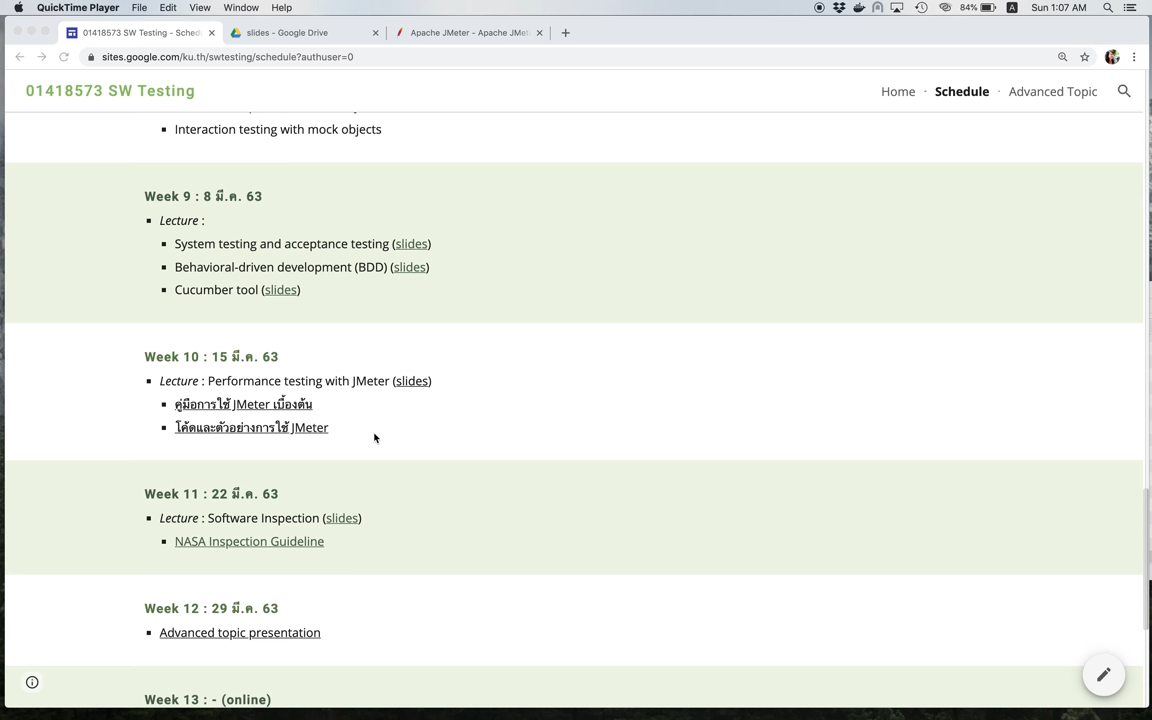 QuickTime Player File Edit View Window Help 84% A Sun 1:07 AM
01418573 SW Testing - Sched slides - Google Drive Apache JMeter - Apache JMet
sites.google.com/ku.th/swtesting/schedule?authuser=0
01418573 SW Testing Home Schedule Advanced Topic
Interaction testing with mock objects
Week 9 : 8 มี.ค. 63
Lecture :
System testing and acceptance testing (slides)
Behavioral-driven development (BDD) (slides)
Cucumber tool (slides)
Week 10 : 15 มี.ค. 63
Lecture : Performance testing with JMeter (slides)
คู่มือการใช้ JMeter เบื้องต้น
โค้ดและตัวอย่างการใช้ JMeter
Week 11 : 22 มี.ค. 63
Lecture : Software Inspection (slides)
NASA Inspection Guideline
Week 12 : 29 มี.ค. 63
Advanced topic presentation
Week 13 : - (online)